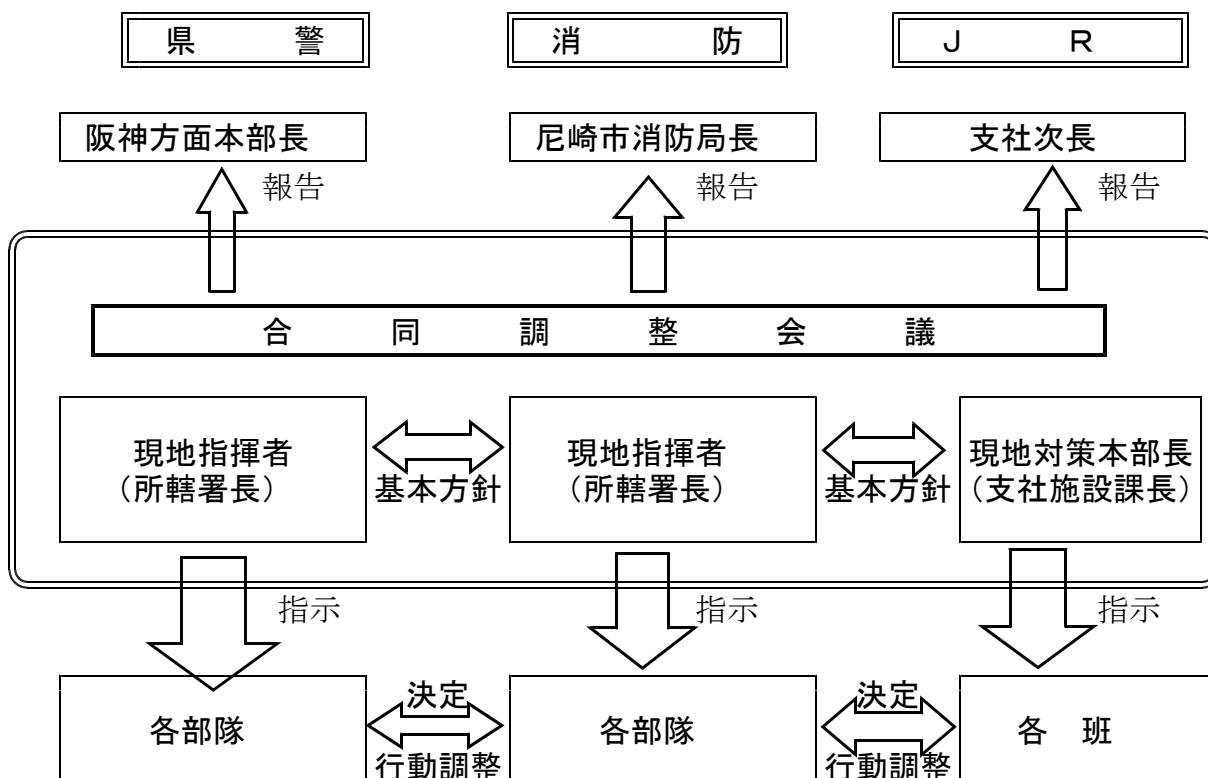 県 警
消 防
Ｊ Ｒ
阪神方面本部長
尼崎市消防局長
支社次長
報告
報告
報告
合同調整会議
現地指揮者
（所轄署長）
基本方針
現地指揮者
（所轄署長）
基本方針
現地対策本部長
（支社施設課長）
指示
指示
指示
各部隊
決定
行動調整
各部隊
決定
行動調整
各 班